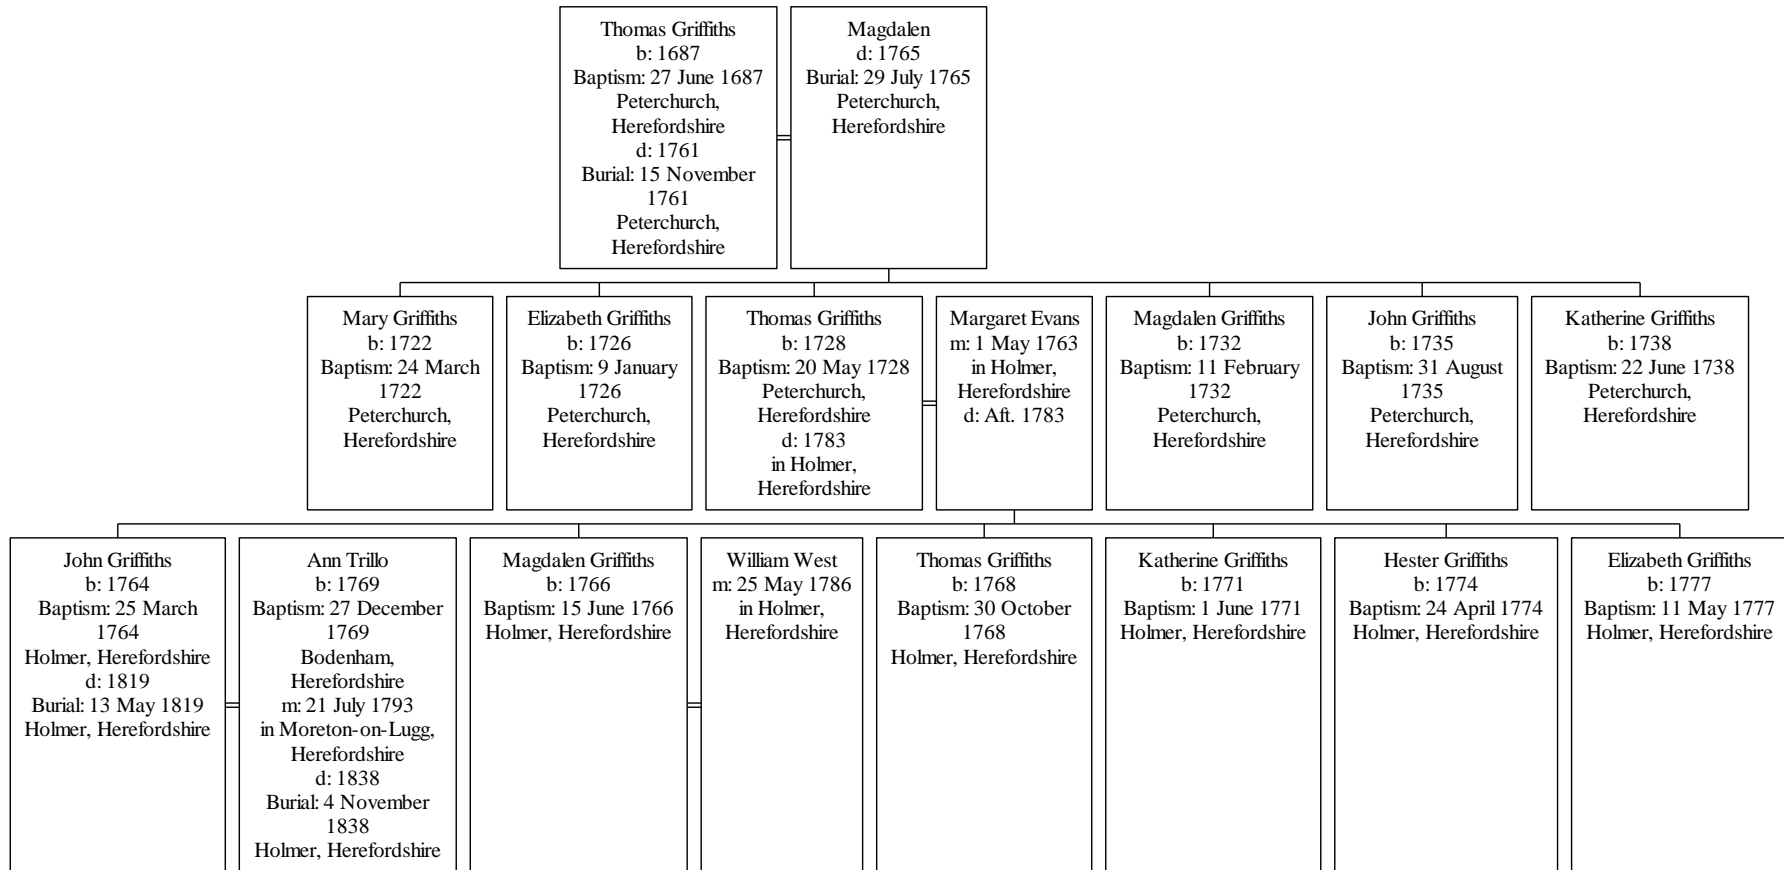 Thomas Griffiths
b: 1687
Baptism: 27 June 1687
Peterchurch,
Herefordshire
d: 1761
Burial: 15 November
1761
Peterchurch,
Herefordshire
Magdalen
d: 1765
Burial: 29 July 1765
Peterchurch,
Herefordshire
Mary Griffiths
b: 1722
Baptism: 24 March
1722
Peterchurch,
Herefordshire
Elizabeth Griffiths
b: 1726
Baptism: 9 January
1726
Peterchurch,
Herefordshire
Thomas Griffiths
b: 1728
Baptism: 20 May 1728
Peterchurch,
Herefordshire
d: 1783
in Holmer,
Herefordshire
Margaret Evans
m: 1 May 1763
in Holmer,
Herefordshire
d: Aft. 1783
Magdalen Griffiths
b: 1732
Baptism: 11 February
1732
Peterchurch,
Herefordshire
John Griffiths
b: 1735
Baptism: 31 August
1735
Peterchurch,
Herefordshire
Katherine Griffiths
b: 1738
Baptism: 22 June 1738
Peterchurch,
Herefordshire
John Griffiths
b: 1764
Baptism: 25 March
1764
Holmer, Herefordshire
d: 1819
Burial: 13 May 1819
Holmer, Herefordshire
Ann Trillo
b: 1769
Baptism: 27 December
1769
Bodenham,
Herefordshire
m: 21 July 1793
in Moreton-on-Lugg,
Herefordshire
d: 1838
Burial: 4 November
1838
Holmer, Herefordshire
Magdalen Griffiths
b: 1766
Baptism: 15 June 1766
Holmer, Herefordshire
William West
m: 25 May 1786
in Holmer,
Herefordshire
Thomas Griffiths
b: 1768
Baptism: 30 October
1768
Holmer, Herefordshire
Katherine Griffiths
b: 1771
Baptism: 1 June 1771
Holmer, Herefordshire
Hester Griffiths
b: 1774
Baptism: 24 April 1774
Holmer, Herefordshire
Elizabeth Griffiths
b: 1777
Baptism: 11 May 1777
Holmer, Herefordshire